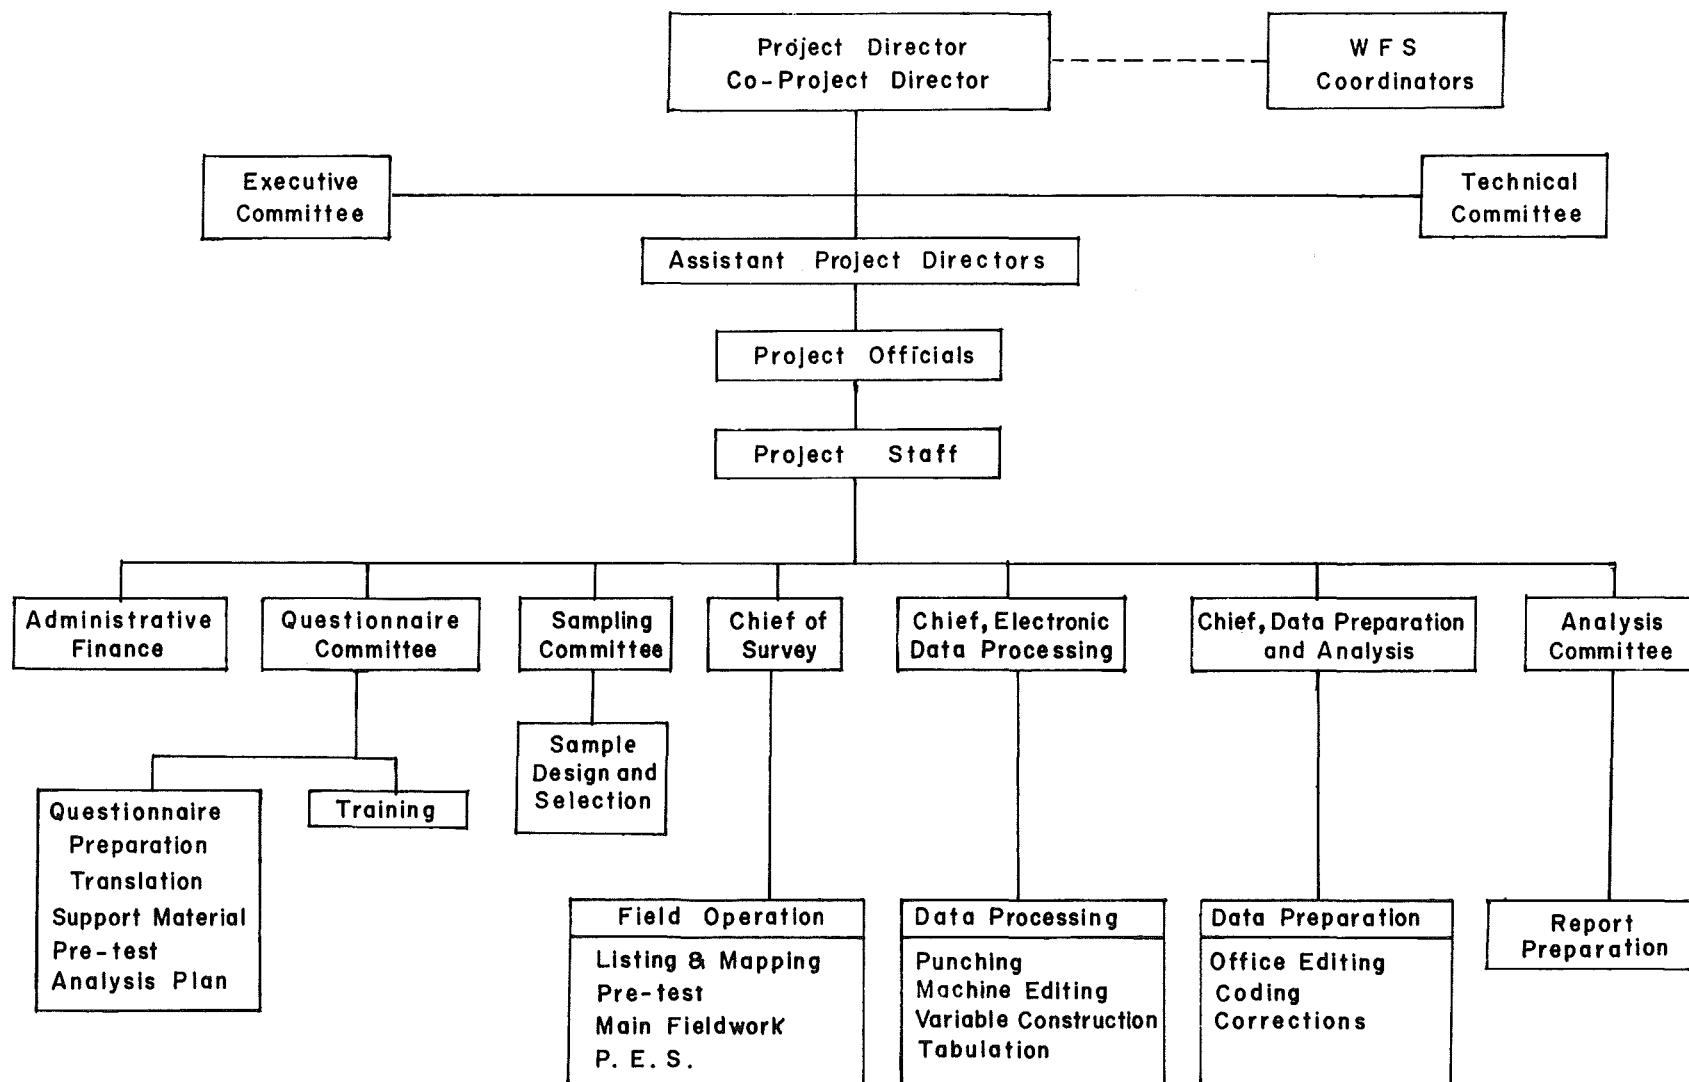 Project Director
Co-Project Director
W F S
Coordinators
Executive
Committee
Technical
Committee
Assistant Project Directors
Project Officials
Project Staff
Administrative
Finance
Questionnaire
Committee
Sampling
Committee
Chief of
Survey
Chief, Electronic
Data Processing
Chief, Data Preparation
and Analysis
Analysis
Committee
Questionnaire
Preparation
Translation
Support Material
Pre-test
Analysis Plan
Training
Sample
Design and
Selection
Field Operation
Listing & Mapping
Pre-test
Main Fieldwork
P. E. S.
Data Processing
Punching
Machine Editing
Variable Construction
Tabulation
Data Preparation
Office Editing
Coding
Corrections
Report
Preparation